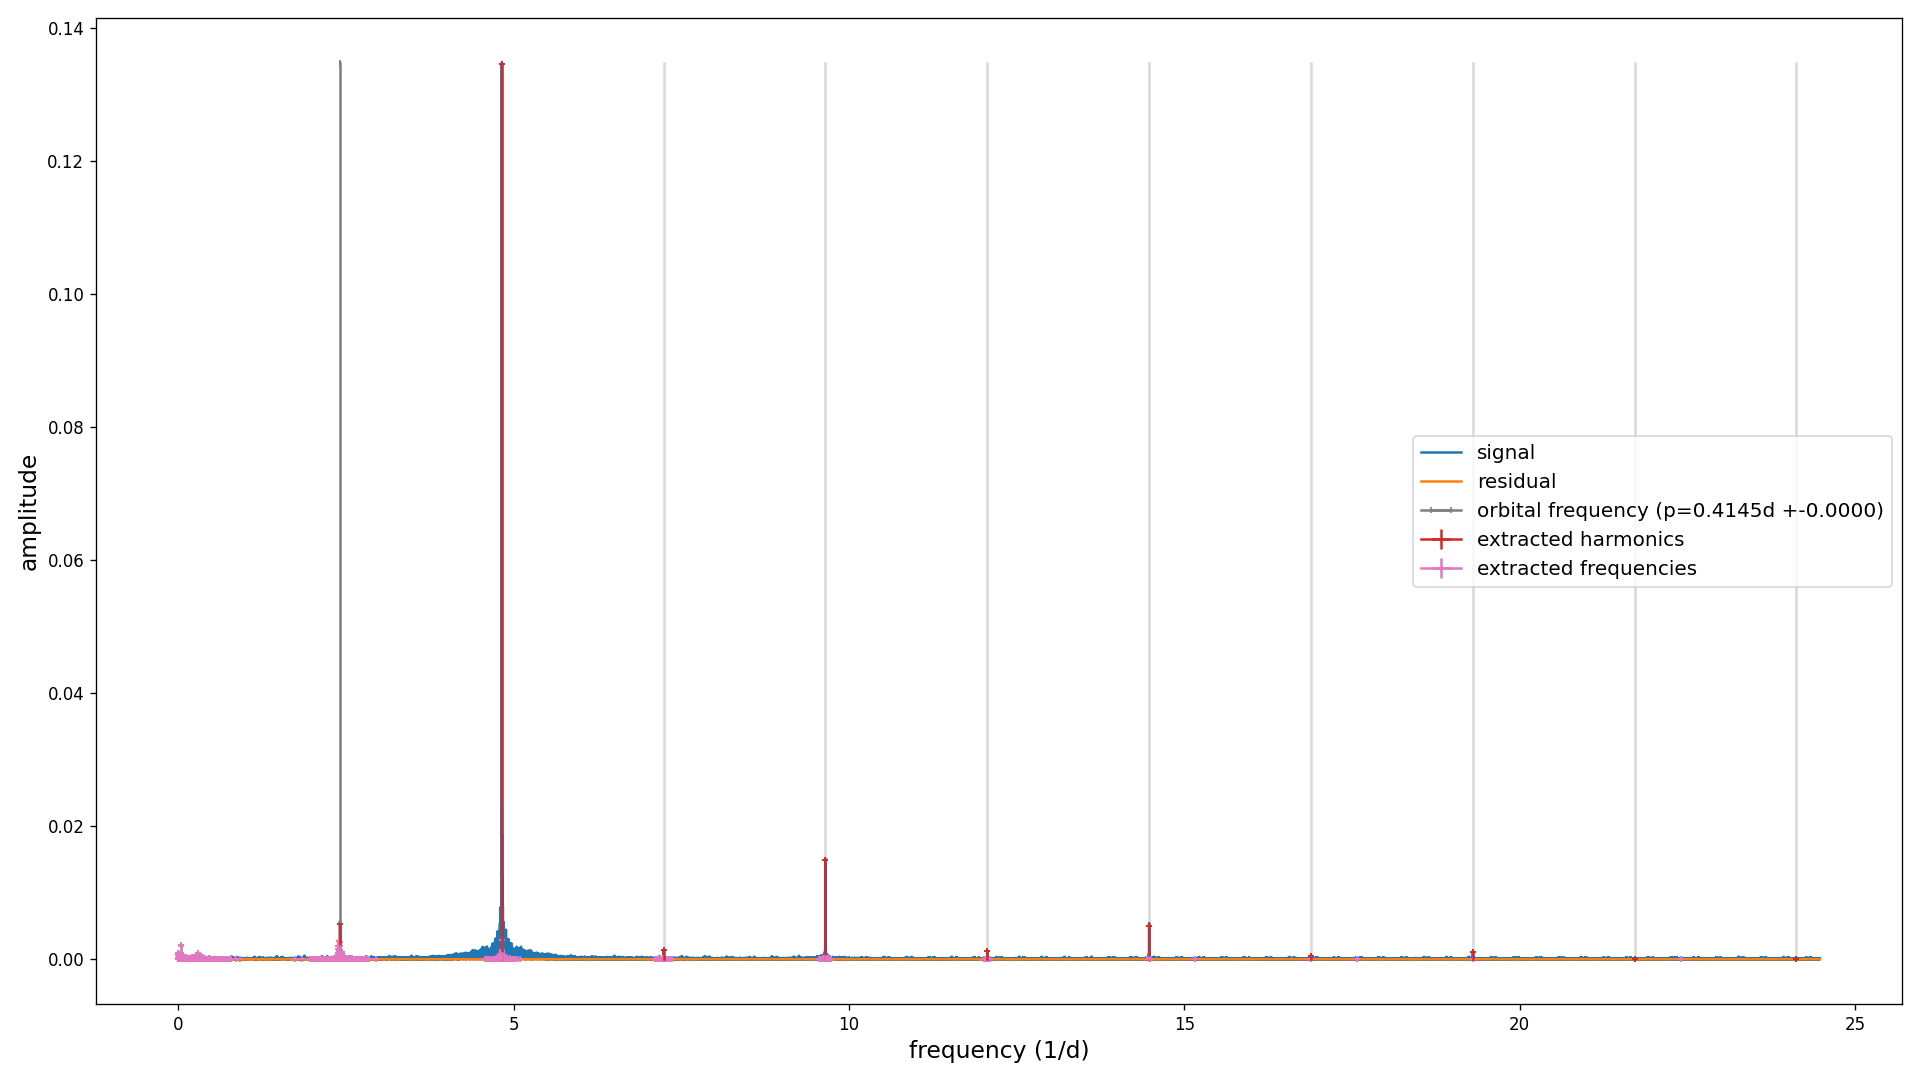 0.14
0.12
0.10
0.08
0.06
0.04
0.02
0.00
amplitude
signal
residual
orbital frequency (p=0.4145d +-0.0000)
extracted harmonics
extracted frequencies
0 5 10 15 20 25
frequency (1/d)